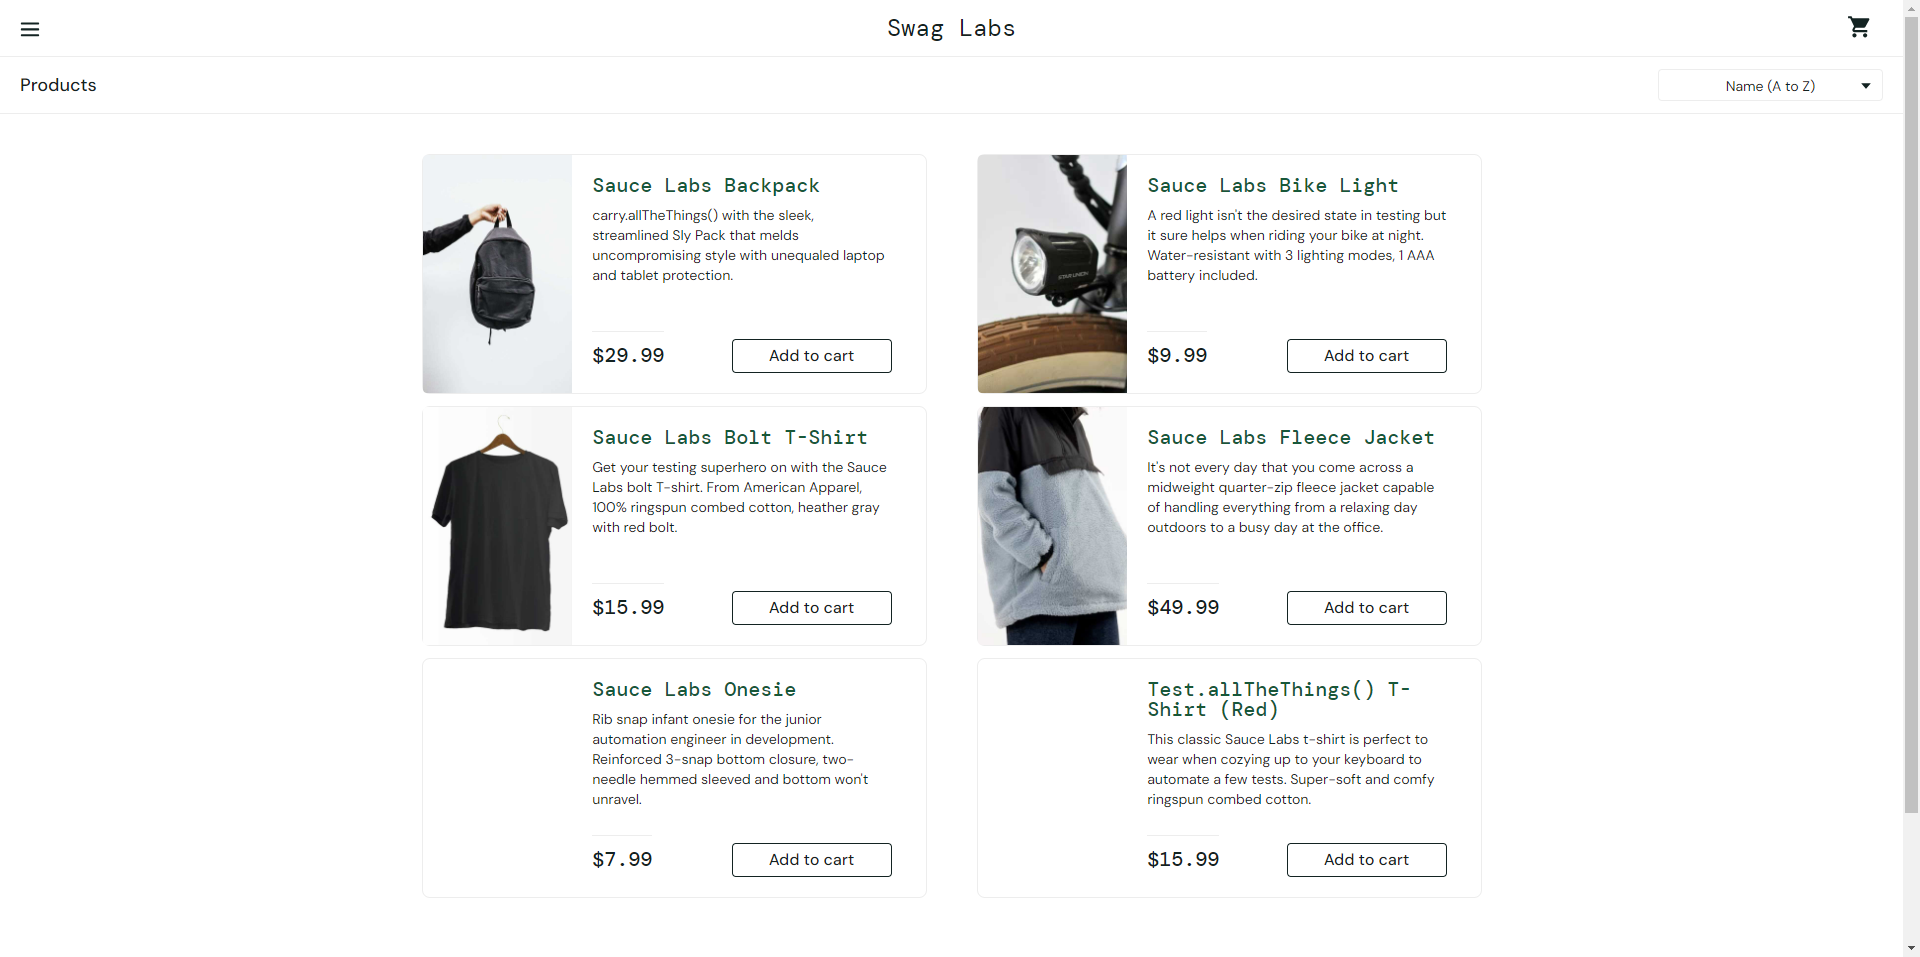 Swag Labs
Products
Name (A to Z)
Sauce Labs Backpack
carry.allTheThings() with the sleek,
streamlined Sly Pack that melds
uncompromising style with unequaled laptop
and tablet protection.
$29.99
Add to cart
Sauce Labs Bike Light
A red light isn't the desired state in testing but
it sure helps when riding your bike at night.
Water-resistant with 3 lighting modes, 1 AAA
battery included.
$9.99
Add to cart
STAR UNION
Sauce Labs Bolt T-Shirt
Get your testing superhero on with the Sauce
Labs bolt T-shirt. From American Apparel,
100% ringspun combed cotton, heather gray
with red bolt.
$15.99
Add to cart
Sauce Labs Fleece Jacket
It's not every day that you come across a
midweight quarter-zip fleece jacket capable
of handling everything from a relaxing day
outdoors to a busy day at the office.
$49.99
Add to cart
Sauce Labs Onesie
Rib snap infant onesie for the junior
automation engineer in development.
Reinforced 3-snap bottom closure, two-
needle hemmed sleeved and bottom won't
unravel.
$7.99
Add to cart
Test.allTheThings() T-
Shirt (Red)
This classic Sauce Labs t-shirt is perfect to
wear when cozying up to your keyboard to
automate a few tests. Super-soft and comfy
ringspun combed cotton.
$15.99
Add to cart